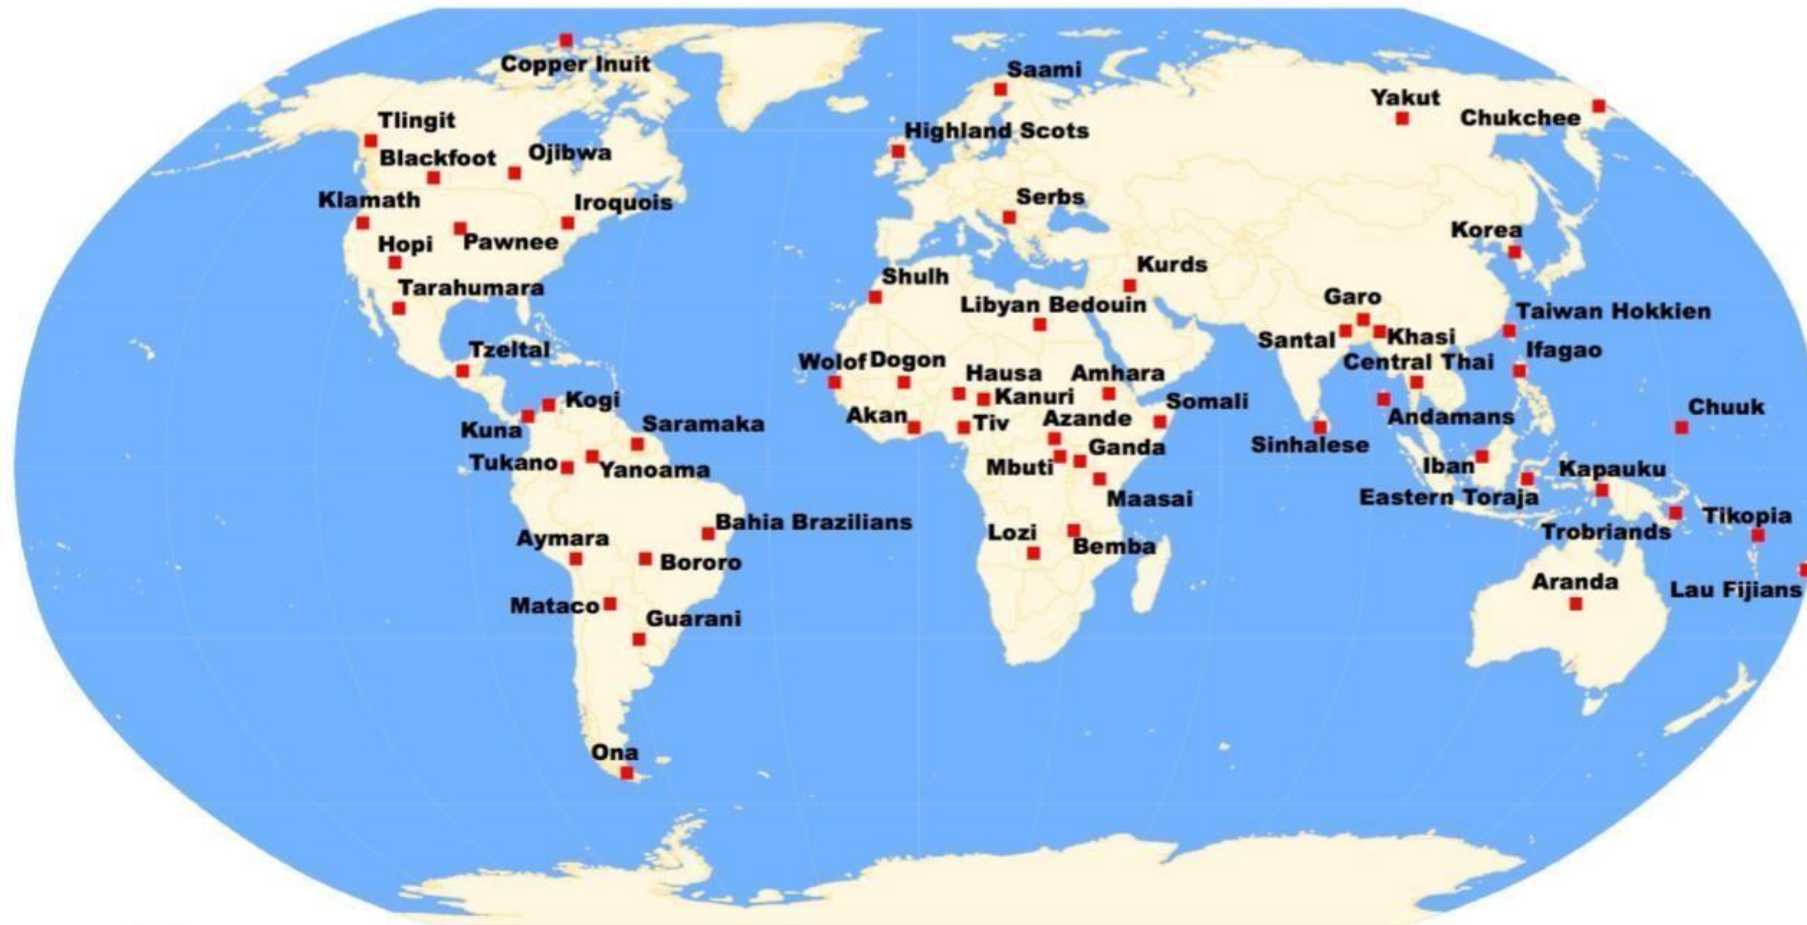 Copper Inuit
Saami
Yakut
Chukchee
Tlingit
Highland Scots
Blackfoot
Ojibwa
Klamath
Iroquois
Serbs
Hopi
Pawnee
Korea
Kurds
Shulh
Tarahumara
Libyan Bedouin
Garo
Taiwan Hokkien
Santal
Khasi
Tzeltal
Ifagao
Wolof
Dogon
Central Thai
Hausa
Amhara
Kanuri
Kogi
Somali
Chuuk
Akan
Azande
Andamans
Kuna
Saramaka
Tiv
Sinhalese
Ganda
Tukano
Yanoama
Mbuti
Iban
Kapauku
Maasai
Eastern Toraja
Bahia Brazilians
Tikopia
Lozi
Trobriands
Aymara
Bemba
Bororo
Aranda
Lau Fijians
Mataco
Guarani
Ona